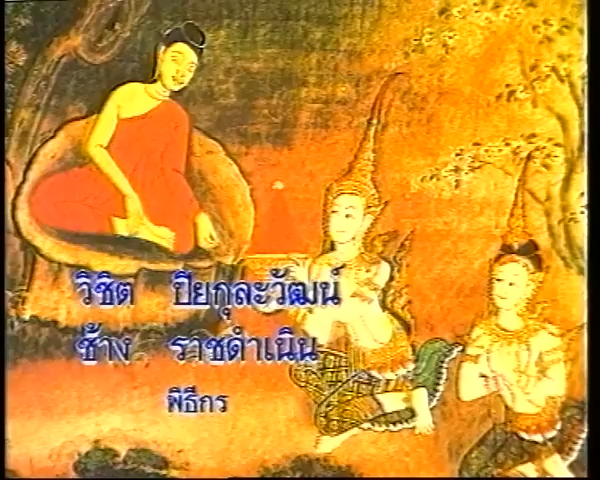 วิชิต ปิยกุละวัฒน์
ช้าง ราชดำเนิน
พิธีกร